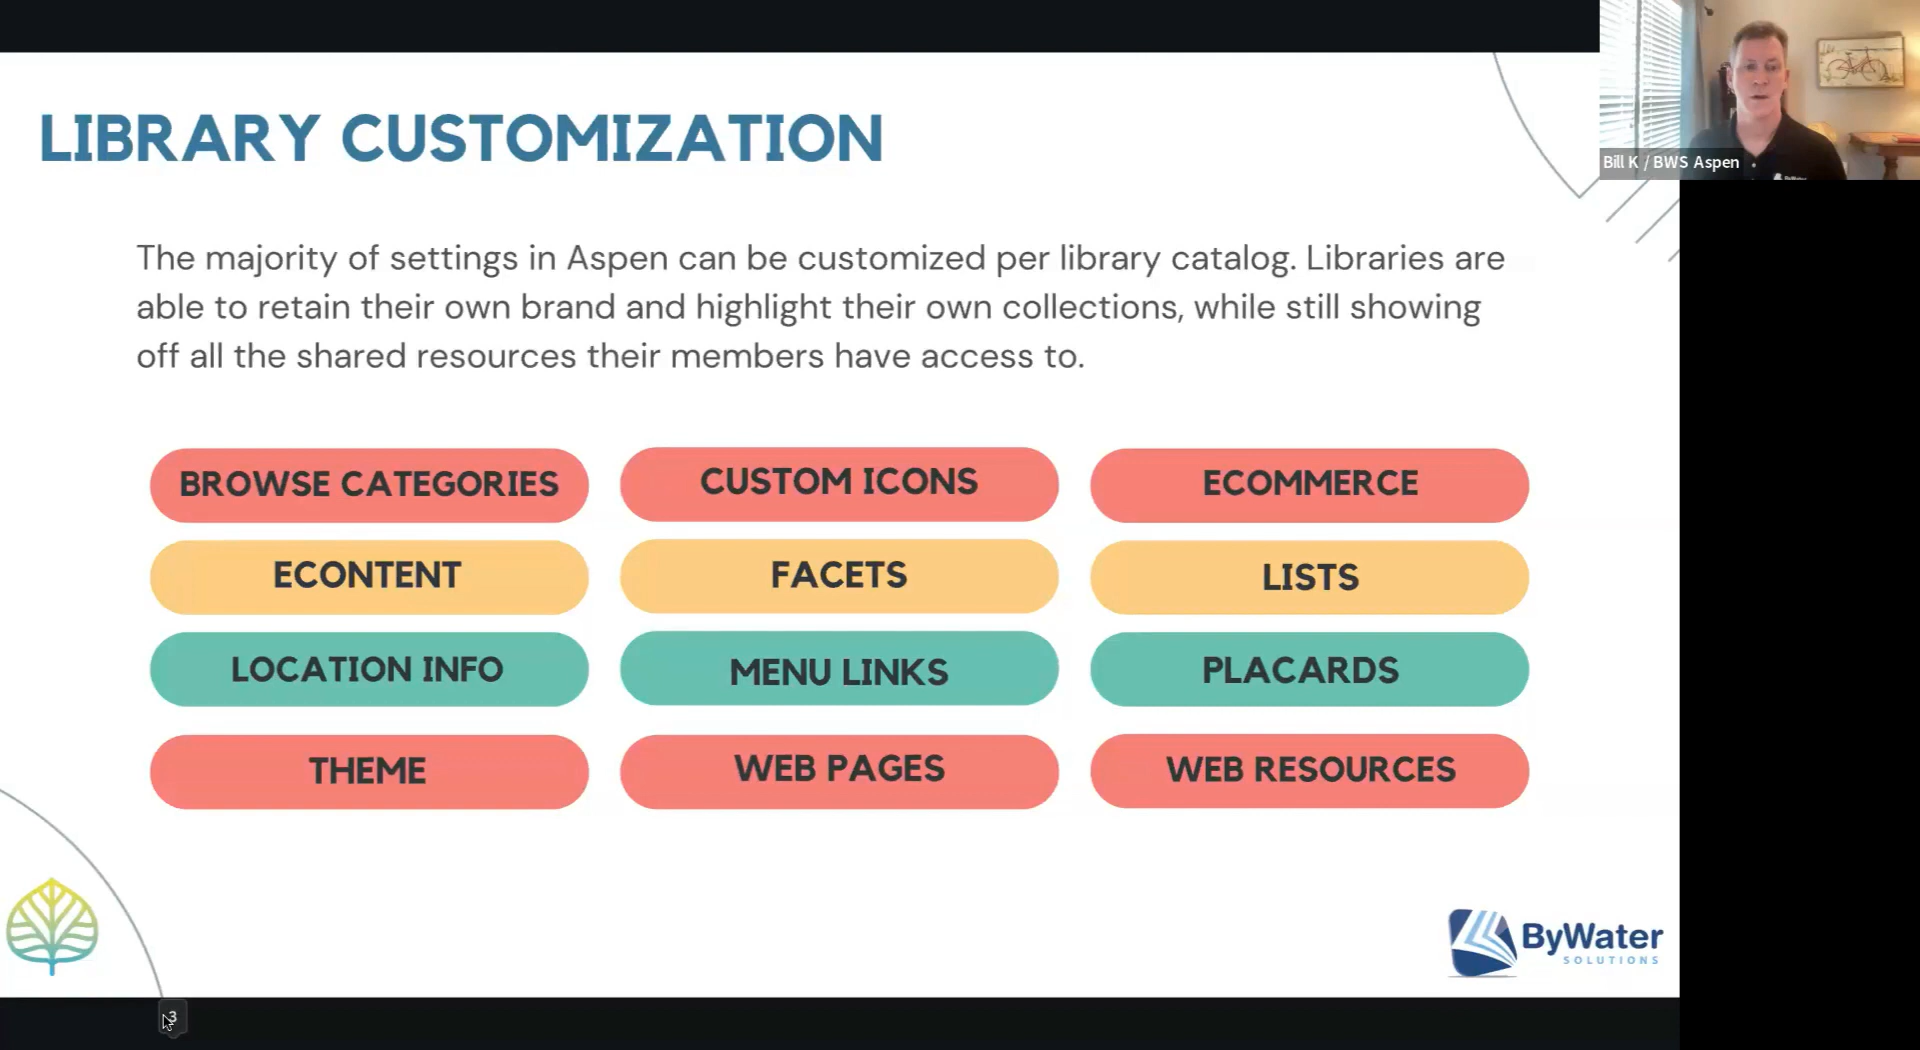 LIBRARY CUSTOMIZATION
Bill K / BWS Aspen
The majority of settings in Aspen can be customized per library catalog. Libraries are
able to retain their own brand and highlight their own collections, while still showing
off all the shared resources their members have access to.
BROWSE CATEGORIES
CUSTOM ICONS
ECOMMERCE
ECONTENT
FACETS
LISTS
LOCATION INFO
MENU LINKS
PLACARDS
THEME
WEB PAGES
WEB RESOURCES
ByWater
SOLUTIONS
3